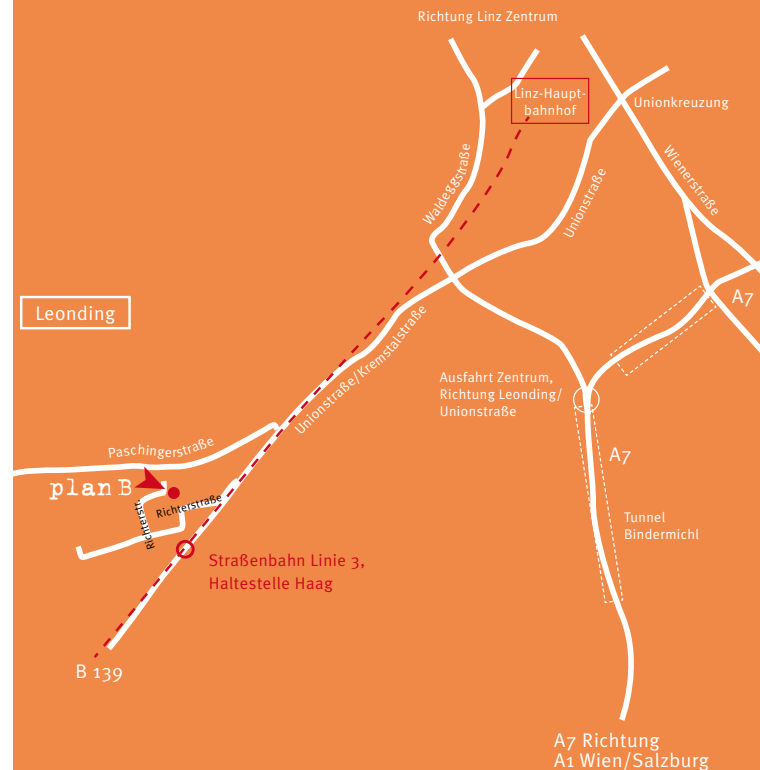 Richtung Linz Zentrum
Linz-Haupt-
bahnhof
Unionkreuzung
Wienerstraße
Waldeggstraße
Unionstraße
A7
Leonding
Unionstraße/Kremstalstraße
Ausfahrt Zentrum,
Richtung Leonding/
Unionstraße
Paschingerstraße
A7
plan B
Richterstraße
Richterstr.
Tunnel
Bindermichl
Straßenbahn Linie 3,
Haltestelle Haag
B 139
A7 Richtung
A1 Wien/Salzburg